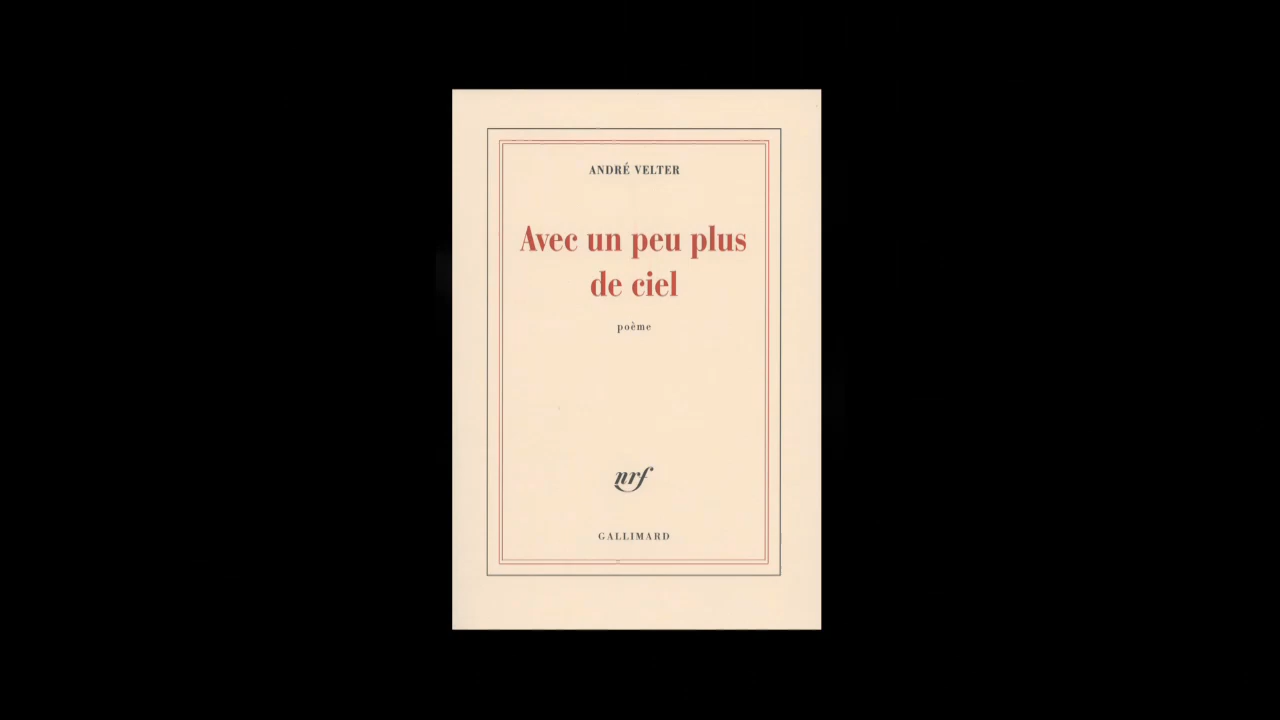 ANDRÉ VELTER
Avec un peu plus
de ciel
poème
nrf
GALLIMARD